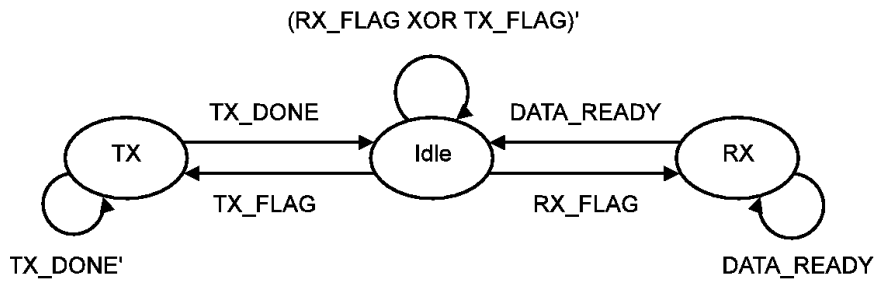 (RX_FLAG XOR TX_FLAG)'
TX_DONE
DATA_READY
TX
Idle
RX
TX_FLAG
RX_FLAG
TX_DONE'
DATA_READY